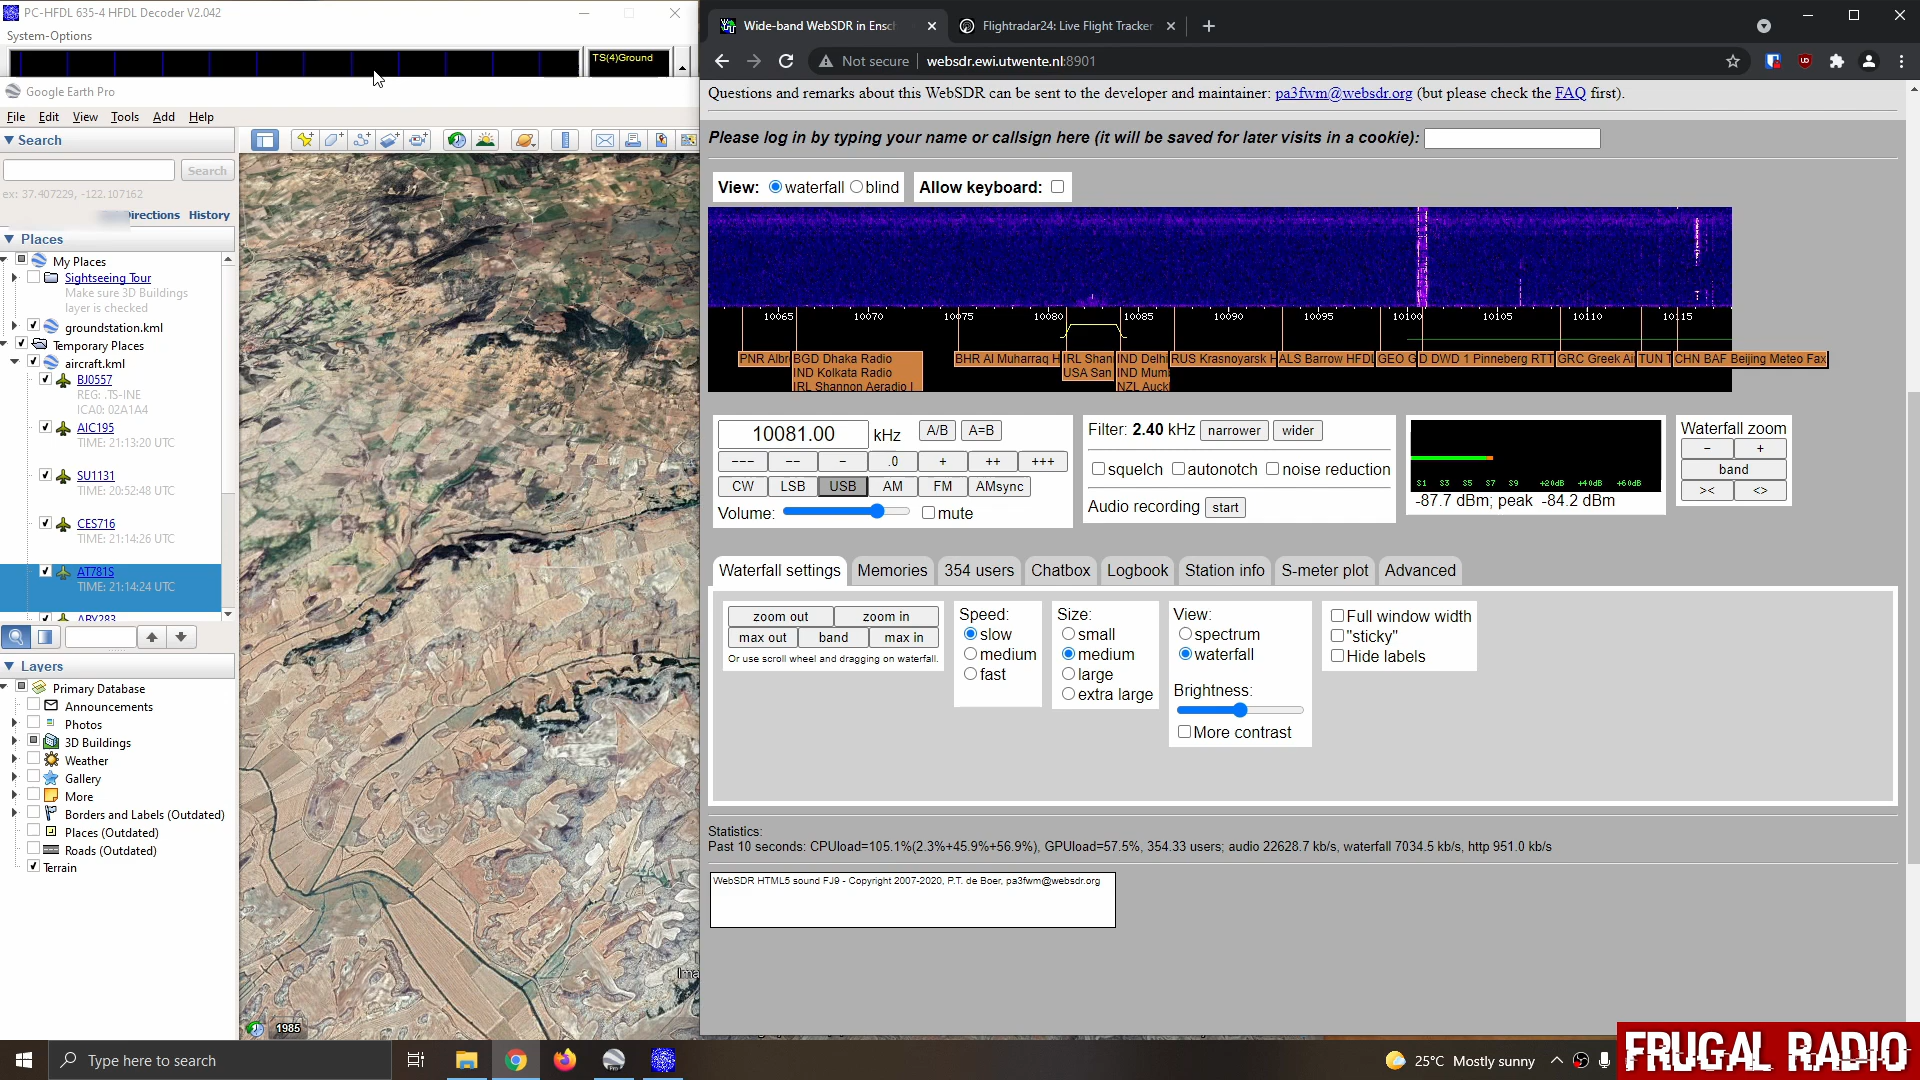 PC-HFDL 635-4 HFDL Decoder V2.042
System-Options
TS(4)Ground
Google Earth Pro
File Edit View Tools Add Help
Search
Search
ex: 37.407229, -122.107162
Directions History
Places
My Places
Sightseeing Tour
Make sure 3D Buildings
layer is checked
groundstation.kml
Temporary Places
aircraft.kml
BJ0557
REG: .TS-INE
ICAO: 02A1A4
AIC195
TIME: 21:13:20 UTC
SU1131
TIME: 20:52:48 UTC
CES716
TIME: 21:14:26 UTC
AT781S
TIME: 21:14:24 UTC
ABY283
Layers
Primary Database
Announcements
Photos
3D Buildings
Weather
Gallery
More
Borders and Labels (Outdated)
Places (Outdated)
Roads (Outdated)
Terrain
1985
Ima
Wide-band WebSDR in Ensch
Flightradar24: Live Flight Tracker
Not secure websdr.ewi.utwente.nl:8901
Questions and remarks about this WebSDR can be sent to the developer and maintainer: pa3fwm@websdr.org (but please check the FAQ first).
Please log in by typing your name or callsign here (it will be saved for later visits in a cookie):
View: waterfall blind Allow keyboard:
10065 10070 10075 10080 10085 10090 10095 10100 10105 10110 10115
PNR Albr BGD Dhaka Radio BHR Al Muharraq H IRL Shan IND Delhi RUS Krasnoyarsk H ALS Barrow HFDL GEO G D DWD 1 Pinneberg RTT GRC Greek Ai TUN T CHN BAF Beijing Meteo Fax
IND Kolkata Radio USA San IND Mum
IRL Shannon Aeradio NZL Auck
10081.00 kHz A/B A=B
--- -- - .0 + ++ +++
CW LSB USB AM FM AMsync
Volume: mute
Filter: 2.40 kHz narrower wider
squelch autonotch noise reduction
Audio recording start
S1 S3 S5 S7 S9 +20dB +40dB +60dB
-87.7 dBm; peak -84.2 dBm
Waterfall zoom
- +
band
>< <>
Waterfall settings Memories 354 users Chatbox Logbook Station info S-meter plot Advanced
zoom out zoom in
max out band max in
Or use scroll wheel and dragging on waterfall.
Speed:
slow
medium
fast
Size:
small
medium
large
extra large
View:
spectrum
waterfall
Brightness:
More contrast
Full window width
"sticky"
Hide labels
Statistics:
Past 10 seconds: CPUload=105.1%(2.3%+45.9%+56.9%), GPUload=57.5%, 354.33 users; audio 22628.7 kb/s, waterfall 7034.5 kb/s, http 951.0 kb/s
WebSDR HTML5 sound FJ9 - Copyright 2007-2020, P.T. de Boer, pa3fwm@websdr.org
Type here to search
25°C Mostly sunny
FRUGAL RADIO